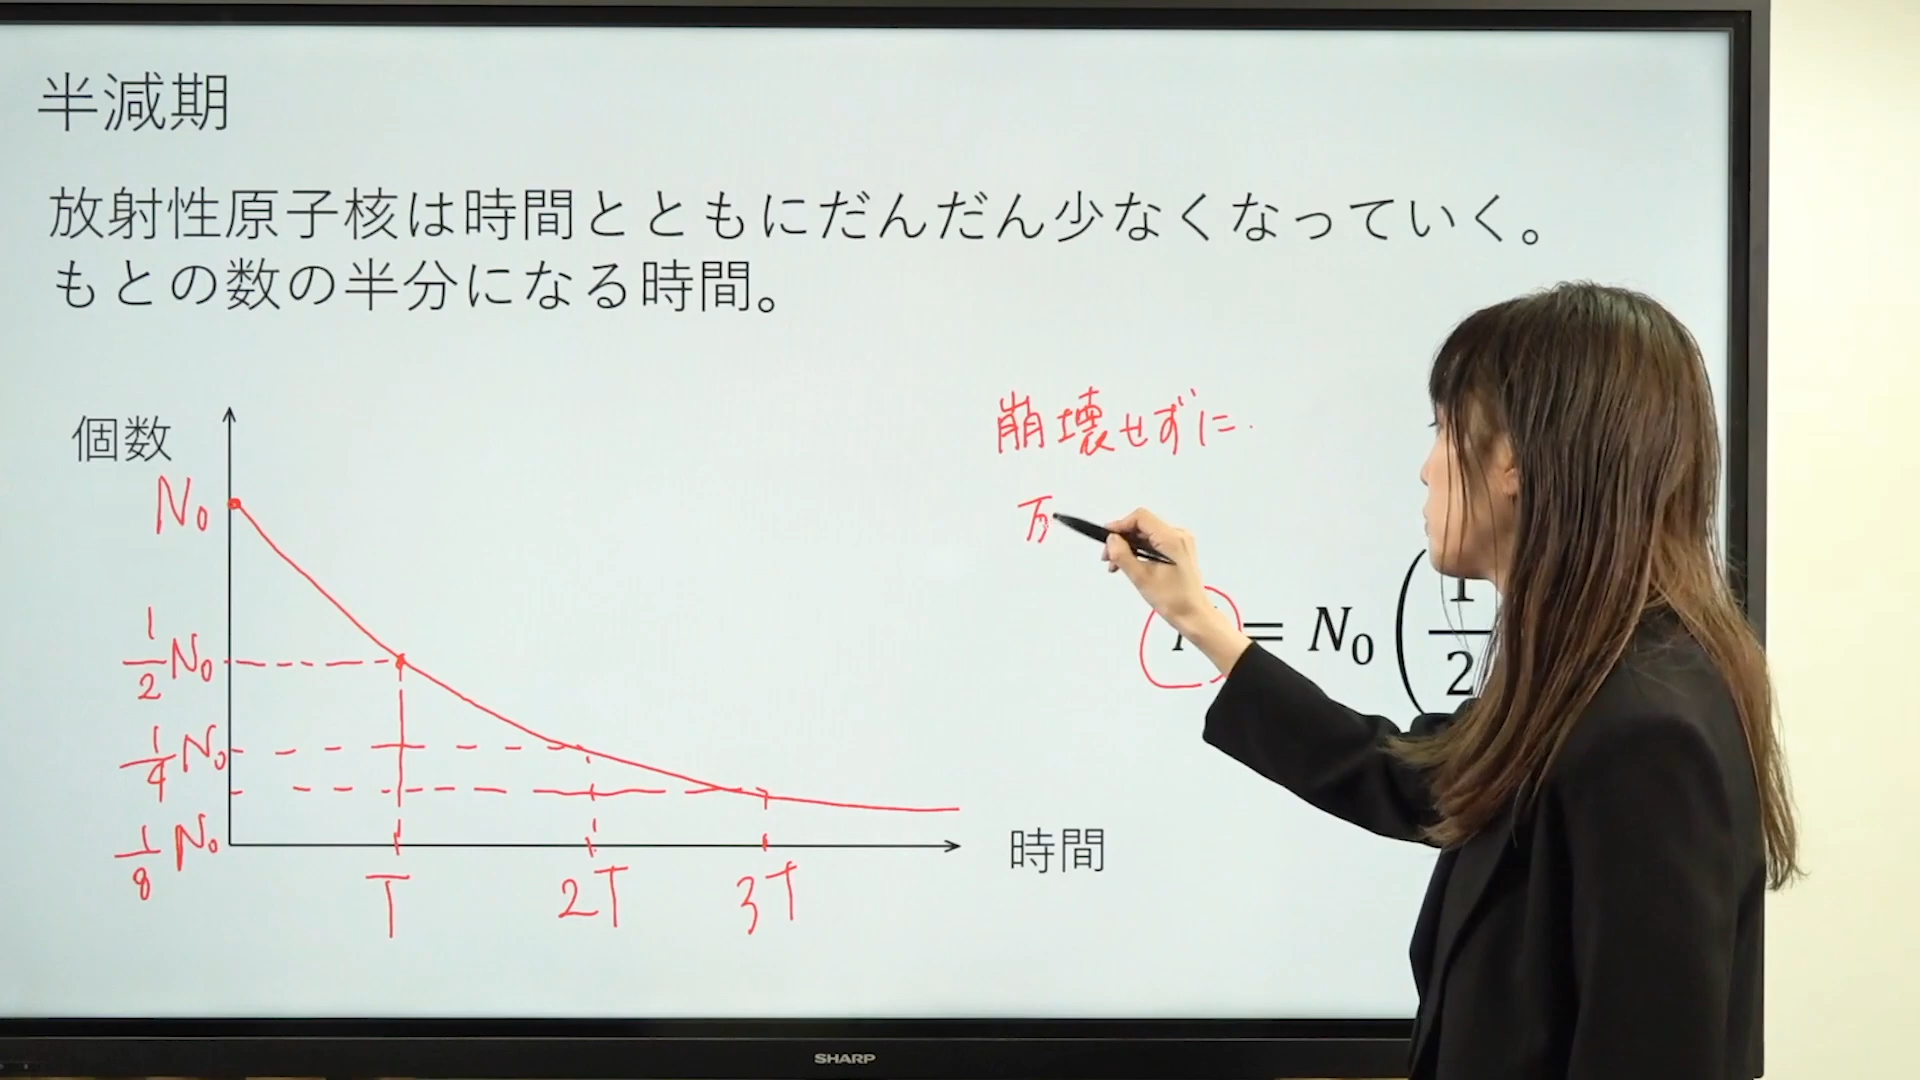 半減期
放射性原子核は時間とともにだんだん少なくなっていく。
もとの数の半分になる時間。
個数
N₀
1/2 N₀
1/4 N₀
1/8 N₀
T
2T
3T
時間
崩壊せずに
= N₀ (1/2
SHARP